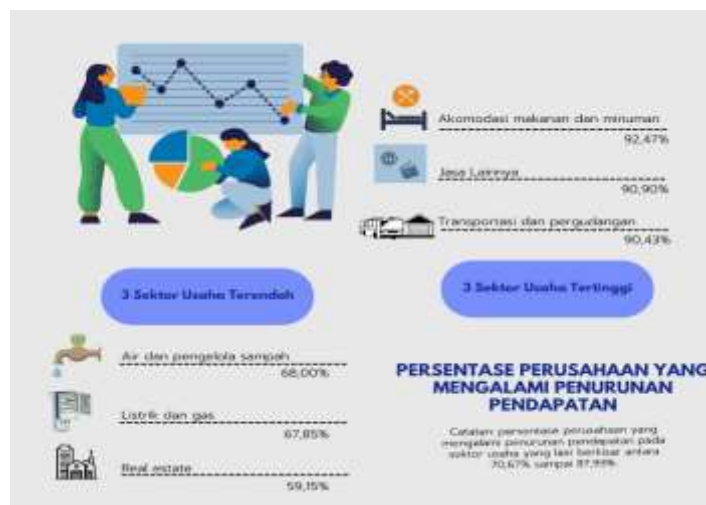 Akomodasi makanan dan minuman
92,47%
Jasa Lainnya
90,90%
Transportasi dan pergudangan
90,43%
3 Sektor Usaha Terendah
3 Sektor Usaha Tertinggi
Air dan pengelola sampah
68,00%
Listrik dan gas
67,85%
Real estate
59,15%
PERSENTASE PERUSAHAAN YANG
MENGALAMI PENURUNAN
PENDAPATAN
Catatan persentase perusahaan yang
mengalami penurunan pendapatan pada
sektor usaha yang lain berkisar antara
70,67% sampai 87,93%